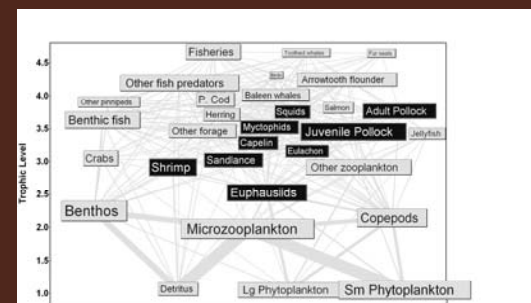 Fisheries
Toothed whales
Fur seals
4.5
Birds
Other fish predators
Arrowtooth flounder
4.0
Other pinnipeds
P. Cod
Baleen whales
Squids
Salmon
Adult Pollock
Benthic fish
Herring
3.5
Other forage
Myctophids
Juvenile Pollock
Jellyfish
Capelin
Eulachon
3.0
Crabs
Shrimp
Sandlance
Other zooplankton
Trophic Level
2.5
Euphausiids
Benthos
Copepods
2.0
Microzooplankton
1.5
1.0
Detritus
Lg Phytoplankton
Sm Phytoplankton